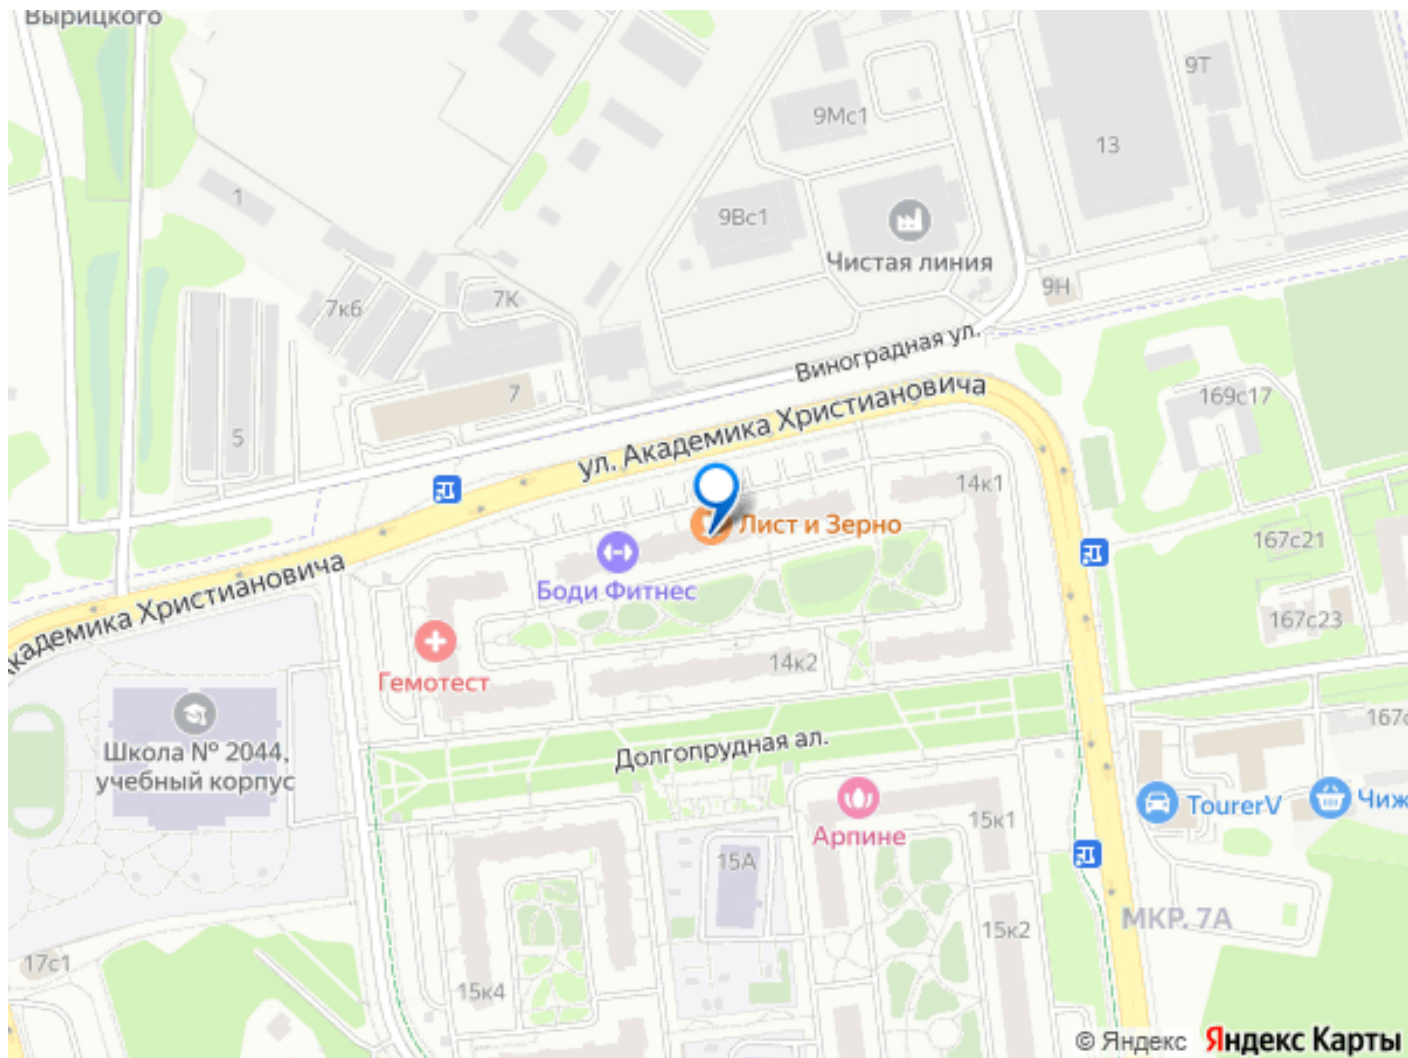 Вырицкого
9Т
9Мс1
13
1
9Вс1
Чистая линия
9Н
7к6
7К
Виноградная ул.
7
169с17
ул. Академика Христиановича
5
14к1
Лист и Зерно
167с21
Боди Фитнес
Академика Христиановича
167с23
14к2
Гемотест
Школа № 2044,
учебный корпус
Долгопрудная ал.
167с
TourerV
Чиж
Арпине
15к1
15А
МКР. 7А
15к2
17с1
15к4
© Яндекс Яндекс Карты